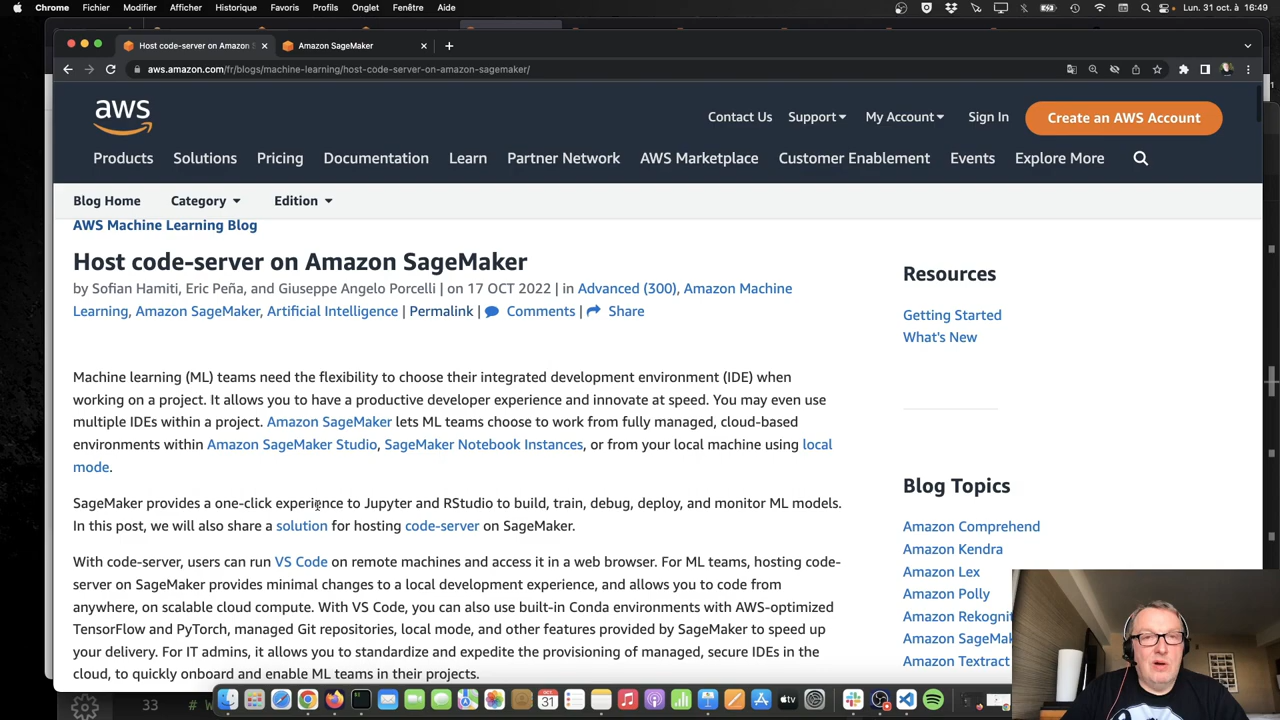 Chrome Fichier Modifier Afficher Historique Favoris Profils Onglet Fenêtre Aide Lun. 31 oct. à 16:49
Host code-server on Amazon S Amazon SageMaker
aws.amazon.com/fr/blogs/machine-learning/host-code-server-on-amazon-sagemaker/
aws
Contact Us Support My Account Sign In Create an AWS Account
Products Solutions Pricing Documentation Learn Partner Network AWS Marketplace Customer Enablement Events Explore More
Blog Home Category Edition
AWS Machine Learning Blog
Host code-server on Amazon SageMaker
by Sofian Hamiti, Eric Peña, and Giuseppe Angelo Porcelli | on 17 OCT 2022 | in Advanced (300), Amazon Machine
Learning, Amazon SageMaker, Artificial Intelligence | Permalink | Comments | Share
Machine learning (ML) teams need the flexibility to choose their integrated development environment (IDE) when
working on a project. It allows you to have a productive developer experience and innovate at speed. You may even use
multiple IDEs within a project. Amazon SageMaker lets ML teams choose to work from fully managed, cloud-based
environments within Amazon SageMaker Studio, SageMaker Notebook Instances, or from your local machine using local
mode.
SageMaker provides a one-click experience to Jupyter and RStudio to build, train, debug, deploy, and monitor ML models.
In this post, we will also share a solution for hosting code-server on SageMaker.
With code-server, users can run VS Code on remote machines and access it in a web browser. For ML teams, hosting code-
server on SageMaker provides minimal changes to a local development experience, and allows you to code from
anywhere, on scalable cloud compute. With VS Code, you can also use built-in Conda environments with AWS-optimized
TensorFlow and PyTorch, managed Git repositories, local mode, and other features provided by SageMaker to speed up
your delivery. For IT admins, it allows you to standardize and expedite the provisioning of managed, secure IDEs in the
cloud, to quickly onboard and enable ML teams in their projects.
Resources
Getting Started
What's New
Blog Topics
Amazon Comprehend
Amazon Kendra
Amazon Lex
Amazon Polly
Amazon Rekognit
Amazon SageMak
Amazon Textract
33 # W